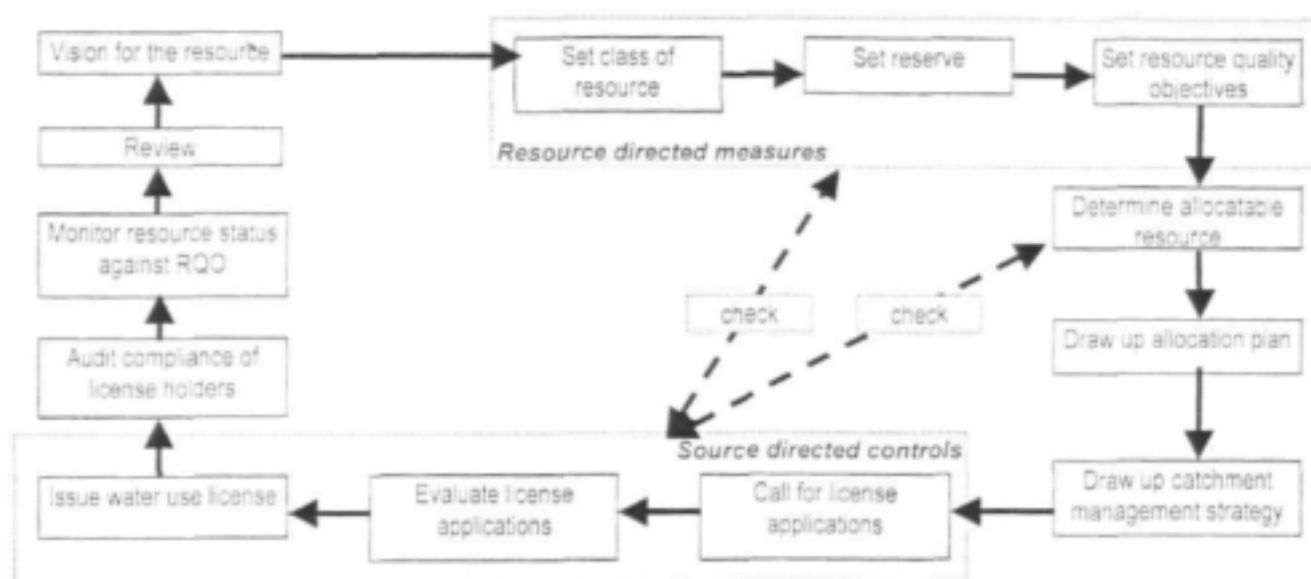 Vision for the resource
Set class of
resource
Set reserve
Set resource quality
objectives
Resource directed measures
Review
Monitor resource status
against RQO
Determine allocatable
resource
check
check
Audit compliance of
license holders
Draw up allocation plan
Source directed controls
Issue water use license
Evaluate license
applications
Call for license
applications
Draw up catchment
management strategy